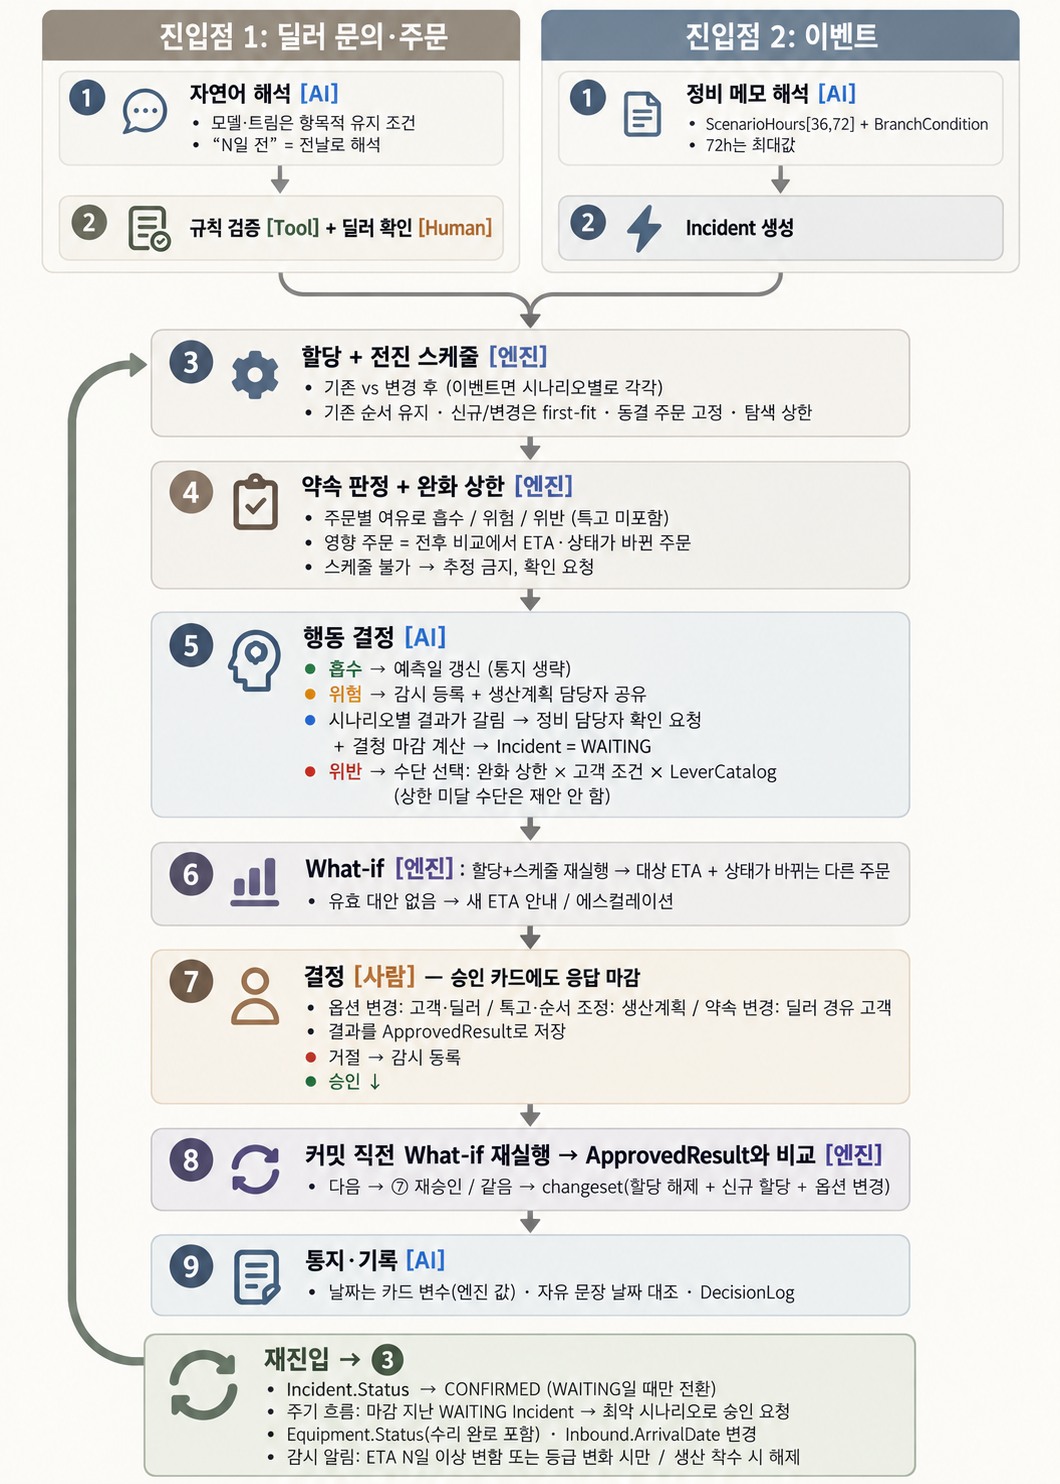 진입점 1: 딜러 문의·주문
1
자연어 해석 [AI]
• 모델·트림은 항목적 유지 조건
• “N일 전” = 전날로 해석
2
규칙 검증 [Tool] + 딜러 확인 [Human]
진입점 2: 이벤트
1
정비 메모 해석 [AI]
• ScenarioHours[36,72] + BranchCondition
• 72h는 최대값
2
Incident 생성
3
할당 + 전진 스케줄 [엔진]
• 기존 vs 변경 후 (이벤트면 시나리오별로 각각)
• 기존 순서 유지 · 신규/변경은 first-fit · 동결 주문 고정 · 탐색 상한
4
약속 판정 + 완화 상한 [엔진]
• 주문별 여유로 흡수 / 위험 / 위반 (특고 미포함)
• 영향 주문 = 전후 비교에서 ETA·상태가 바뀐 주문
• 스케줄 불가 → 추정 금지, 확인 요청
5
행동 결정 [AI]
● 흡수 → 예측일 갱신 (통지 생략)
● 위험 → 감시 등록 + 생산계획 담당자 공유
● 시나리오별 결과가 갈림 → 정비 담당자 확인 요청
+ 결청 마감 계산 → Incident = WAITING
● 위반 → 수단 선택: 완화 상한 × 고객 조건 × LeverCatalog
(상한 미달 수단은 제안 안 함)
6
What-if [엔진] : 할당+스케줄 재실행 → 대상 ETA + 상태가 바뀌는 다른 주문
• 유효 대안 없음 → 새 ETA 안내 / 에스컬레이션
7
결정 [사람] — 승인 카드에도 응답 마감
• 옵션 변경: 고객·딜러 / 톡고·순서 조정: 생산계획 / 약속 변경: 딜러 경유 고객
• 결과를 ApprovedResult로 저장
● 거절 → 감시 등록
● 승인 ↓
8
커밋 직전 What-if 재실행 → ApprovedResult와 비교 [엔진]
• 다음 → ⑦ 재승인 / 같음 → changeset(할당 해제 + 신규 할당 + 옵션 변경)
9
통지·기록 [AI]
• 날짜는 카드 변수(엔진 값) · 자유 문장 날짜 대조 · DecisionLog
재진입 → 3
• Incident.Status → CONFIRMED (WAITING일 때만 전환)
• 주기 흐름: 마감 지난 WAITING Incident → 최악 시나리오로 승인 요청
• Equipment.Status(수리 완로 포함) · Inbound.ArrivalDate 변경
• 감시 알림: ETA N일 이상 변함 또는 등급 변화 시만 / 생산 착수 시 해제